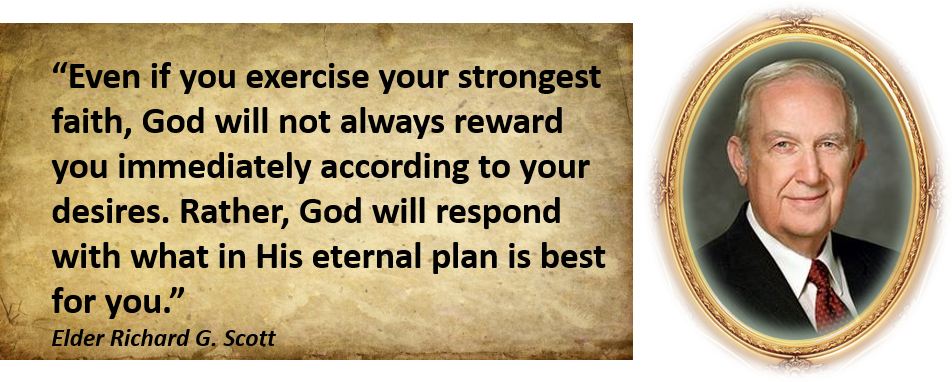 “Even if you exercise your strongest
faith, God will not always reward
you immediately according to your
desires. Rather, God will respond
with what in His eternal plan is best
for you.”
Elder Richard G. Scott